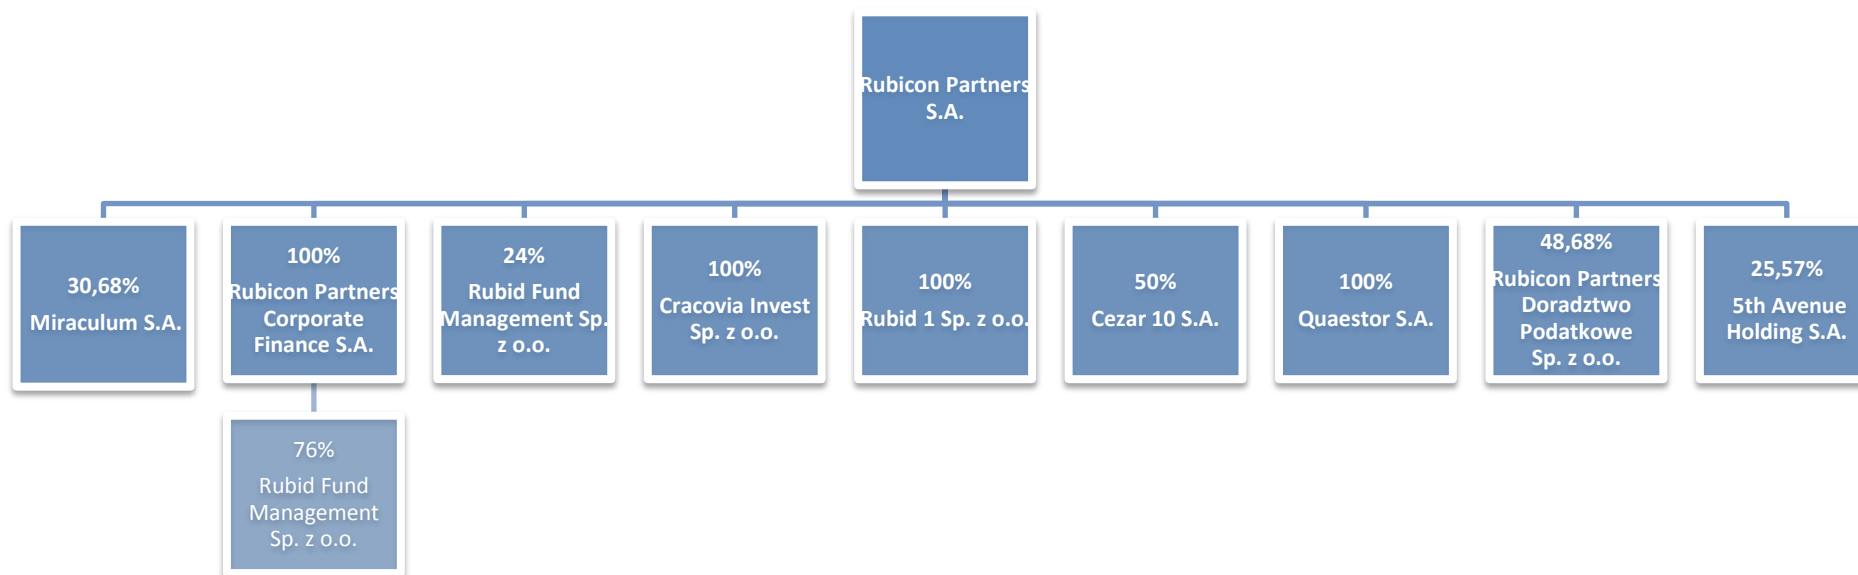 Rubicon Partners
S.A.
30,68%
Miraculum S.A.
100%
Rubicon Partners
Corporate
Finance S.A.
24%
Rubid Fund
Management Sp.
z o.o.
100%
Cracovia Invest
Sp. z o.o.
100%
Rubid 1 Sp. z o.o.
50%
Cezar 10 S.A.
100%
Quaestor S.A.
48,68%
Rubicon Partners
Doradztwo
Podatkowe
Sp. z o.o.
25,57%
5th Avenue
Holding S.A.
76%
Rubid Fund
Management
Sp. z o.o.